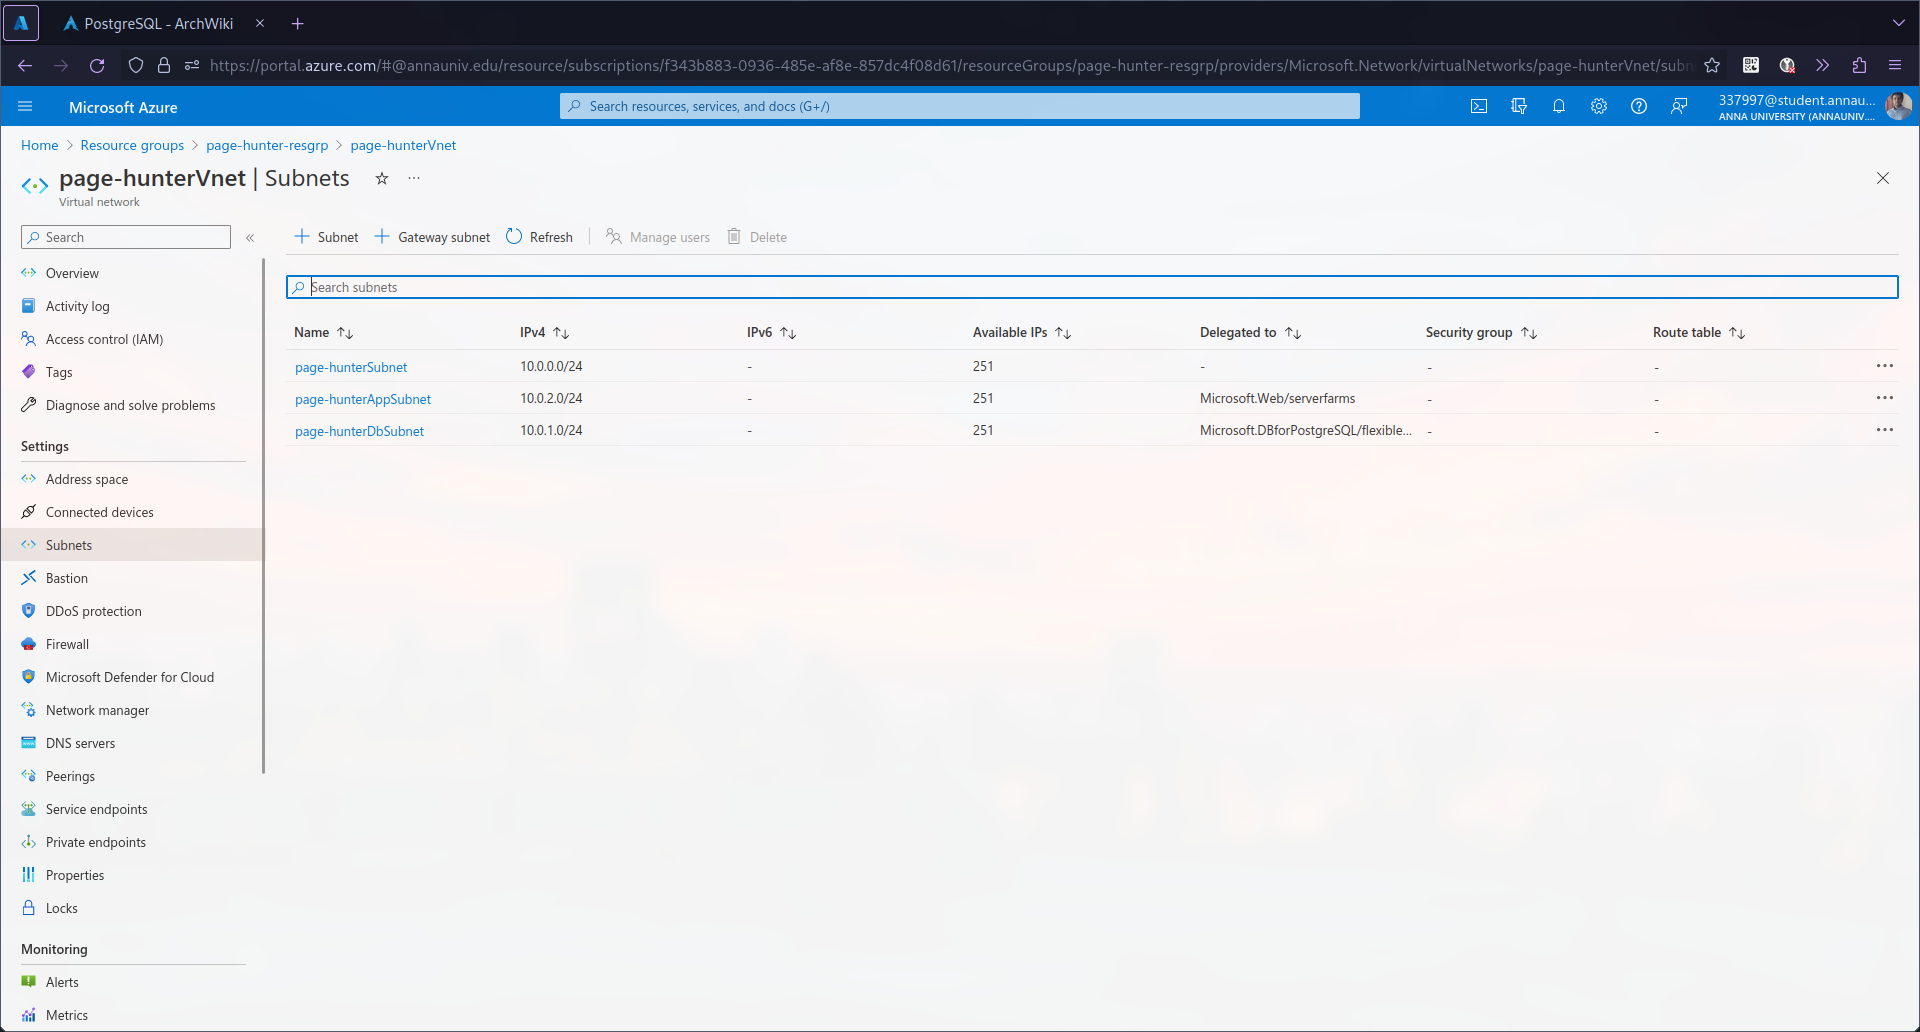 PostgreSQL - ArchWiki
https://portal.azure.com/#@annauniv.edu/resource/subscriptions/f343b883-0936-485e-af8e-857dc4f08d61/resourceGroups/page-hunter-resgrp/providers/Microsoft.Network/virtualNetworks/page-hunterVnet/subn
Microsoft Azure
Search resources, services, and docs (G+/)
337997@student.annau...
ANNA UNIVERSITY (ANNAUNIV....
Home > Resource groups > page-hunter-resgrp > page-hunterVnet
page-hunterVnet | Subnets
Virtual network
Search
Overview
Activity log
Access control (IAM)
Tags
Diagnose and solve problems
Settings
Address space
Connected devices
Subnets
Bastion
DDoS protection
Firewall
Microsoft Defender for Cloud
Network manager
DNS servers
Peerings
Service endpoints
Private endpoints
Properties
Locks
Monitoring
Alerts
Metrics
Subnet Gateway subnet Refresh Manage users Delete
Search subnets
Name IPv4 IPv6 Available IPs Delegated to Security group Route table
page-hunterSubnet 10.0.0.0/24 - 251 - - -
page-hunterAppSubnet 10.0.2.0/24 - 251 Microsoft.Web/serverfarms - -
page-hunterDbSubnet 10.0.1.0/24 - 251 Microsoft.DBforPostgreSQL/flexible... - -